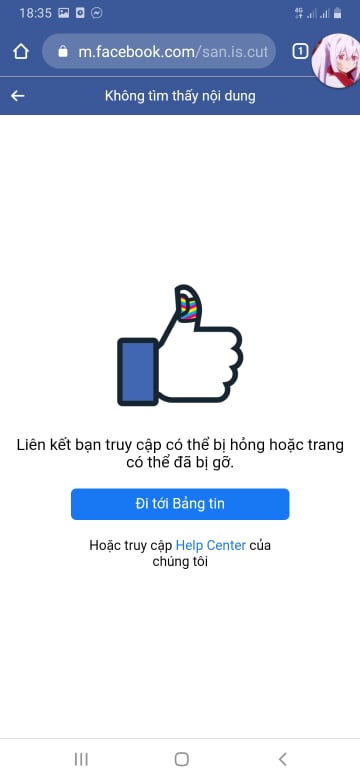 18:35
4G
m.facebook.com/san.is.cut
1
Không tìm thấy nội dung
Liên kết bạn truy cập có thể bị hỏng hoặc trang
có thể đã bị gỡ.
Đi tới Bảng tin
Hoặc truy cập Help Center của
chúng tôi